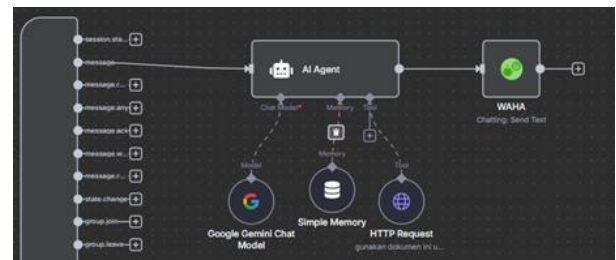 session.sta...
message
message.r...
message.any
message.ack
message.w...
message.r...
state.change
group.join
group.leave
AI Agent
Chat Model*
Memory
Tool
Model
Memory
Tool
Google Gemini Chat
Model
Simple Memory
HTTP Request
gunakan dokumen ini u...
WAHA
Chatting: Send Text